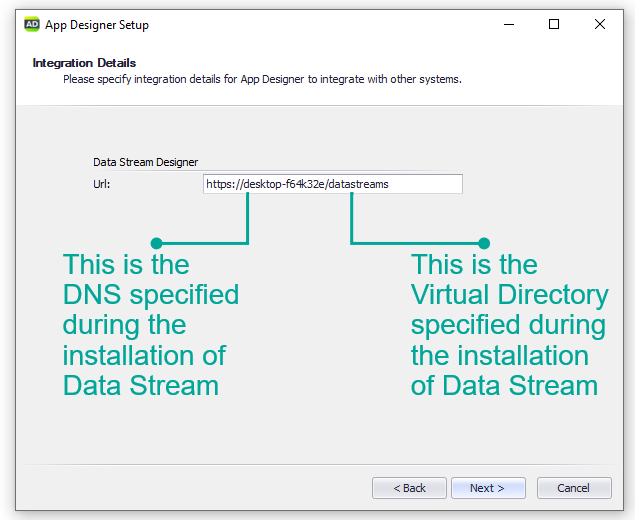 AD App Designer Setup
Integration Details
Please specify integration details for App Designer to integrate with other systems.
Data Stream Designer
Url: https://desktop-f64k32e/datastreams
This is the
DNS specified
during the
installation of
Data Stream
This is the
Virtual Directory
specified during
the installation
of Data Stream
< Back Next > Cancel